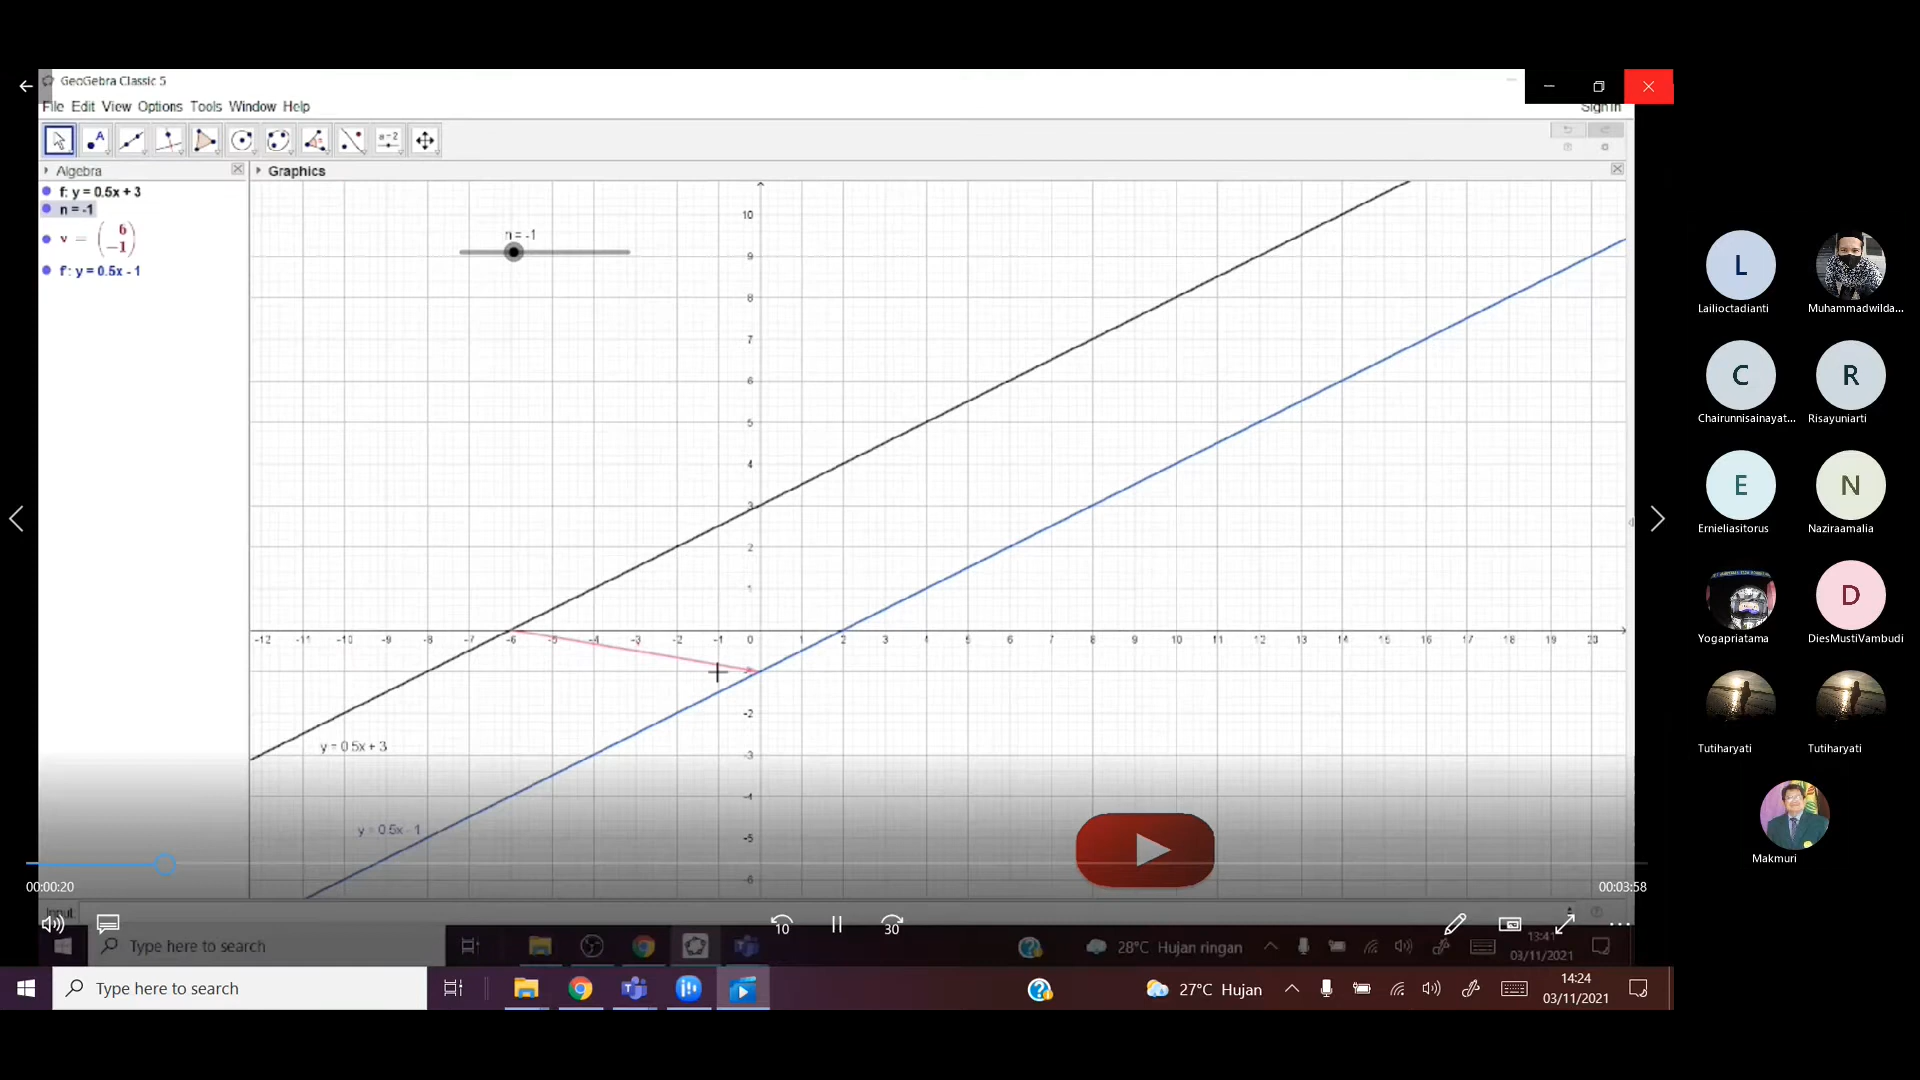 GeoGebra Classic 5
File Edit View Options Tools Window Help
Sign in
A
a=2
Algebra
Graphics
f: y = 0.5x + 3
n = -1
v = ( 6 -1 )
f': y = 0.5x - 1
n = -1
10
9
8
7
6
5
4
3
2
1
-12 -11 -10 -9 -8 -7 -6 -5 -4 -3 -2 -1 0 1 2 3 4 5 6 7 8 9 10 11 12 13 14 15 16 17 18 19 20
-2
-3
-4
-5
-6
y = 0.5x + 3
y = 0.5x - 1
00:00:20
00:03:58
Input:
10
30
Type here to search
28°C Hujan ringan
13:41
03/11/2021
Type here to search
27°C Hujan
14:24
03/11/2021
L
Lailioctadianti
Muhammadwilda...
C
Chairunnisainayat...
R
Risayuniarti
E
Ernieliasitorus
N
Naziraamalia
Yogapriatama
D
DiesMustiVambudi
Tutiharyati
Tutiharyati
Makmuri